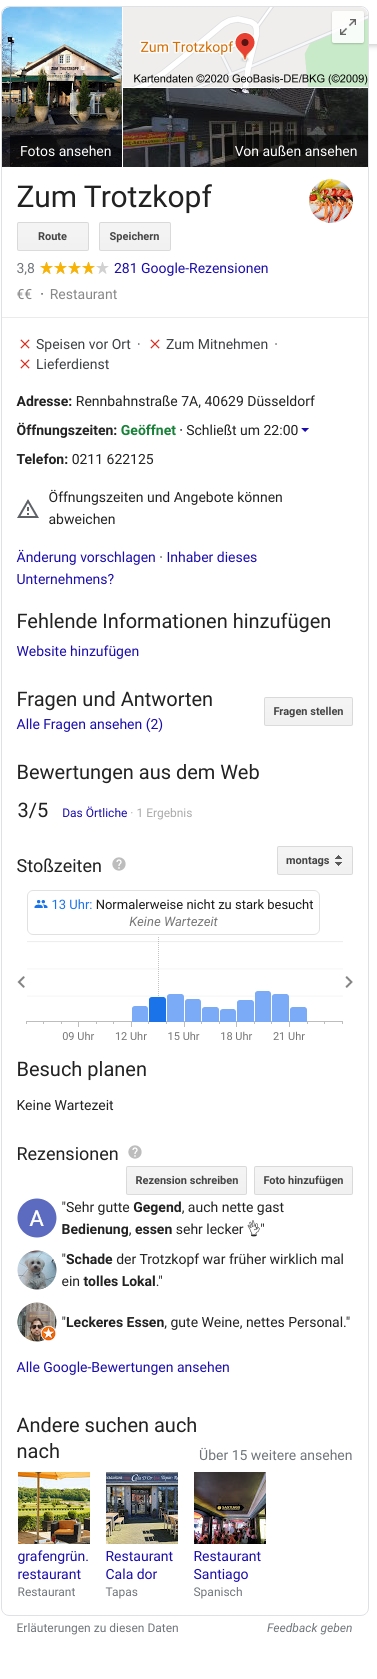 Zum Trotzkopf
Kartendaten ©2020 GeoBasis-DE/BKG (©2009)
Fotos ansehen
Von außen ansehen
Zum Trotzkopf
Route
Speichern
3,8 281 Google-Rezensionen
€€ · Restaurant
Speisen vor Ort · Zum Mitnehmen ·
Lieferdienst
Adresse: Rennbahnstraße 7A, 40629 Düsseldorf
Öffnungszeiten: Geöffnet · Schließt um 22:00
Telefon: 0211 622125
Öffnungszeiten und Angebote können
abweichen
Änderung vorschlagen · Inhaber dieses
Unternehmens?
Fehlende Informationen hinzufügen
Website hinzufügen
Fragen und Antworten
Fragen stellen
Alle Fragen ansehen (2)
Bewertungen aus dem Web
3/5 Das Örtliche · 1 Ergebnis
Stoßzeiten ?
montags
13 Uhr: Normalerweise nicht zu stark besucht
Keine Wartezeit
09 Uhr 12 Uhr 15 Uhr 18 Uhr 21 Uhr
Besuch planen
Keine Wartezeit
Rezensionen ?
Rezension schreiben Foto hinzufügen
A
"Sehr gutte Gegend, auch nette gast
Bedienung, essen sehr lecker 👌"
"Schade der Trotzkopf war früher wirklich mal
ein tolles Lokal."
"Leckeres Essen, gute Weine, nettes Personal."
Alle Google-Bewertungen ansehen
Andere suchen auch
nach
Über 15 weitere ansehen
grafengrün.
restaurant
Restaurant
Restaurant
Cala dor
Tapas
Restaurant
Santiago
Spanisch
Erläuterungen zu diesen Daten
Feedback geben